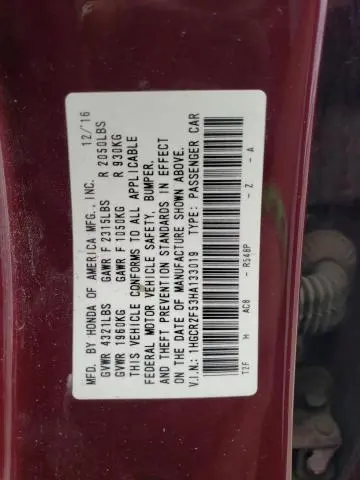 MFD. BY HONDA OF AMERICA MFG., INC. 12/16
GVWR 4321LBS GAWR F 2315LBS R 2050LBS
GVWR 1960KG GAWR F 1050KG R 930KG
THIS VEHICLE CONFORMS TO ALL APPLICABLE
FEDERAL MOTOR VEHICLE SAFETY, BUMPER,
AND THEFT PREVENTION STANDARDS IN EFFECT
ON THE DATE OF MANUFACTURE SHOWN ABOVE.
V.I.N.: 1HGCR2F53HA133019 TYPE: PASSENGER CAR
T2F H AC8 - R548P - Z - A